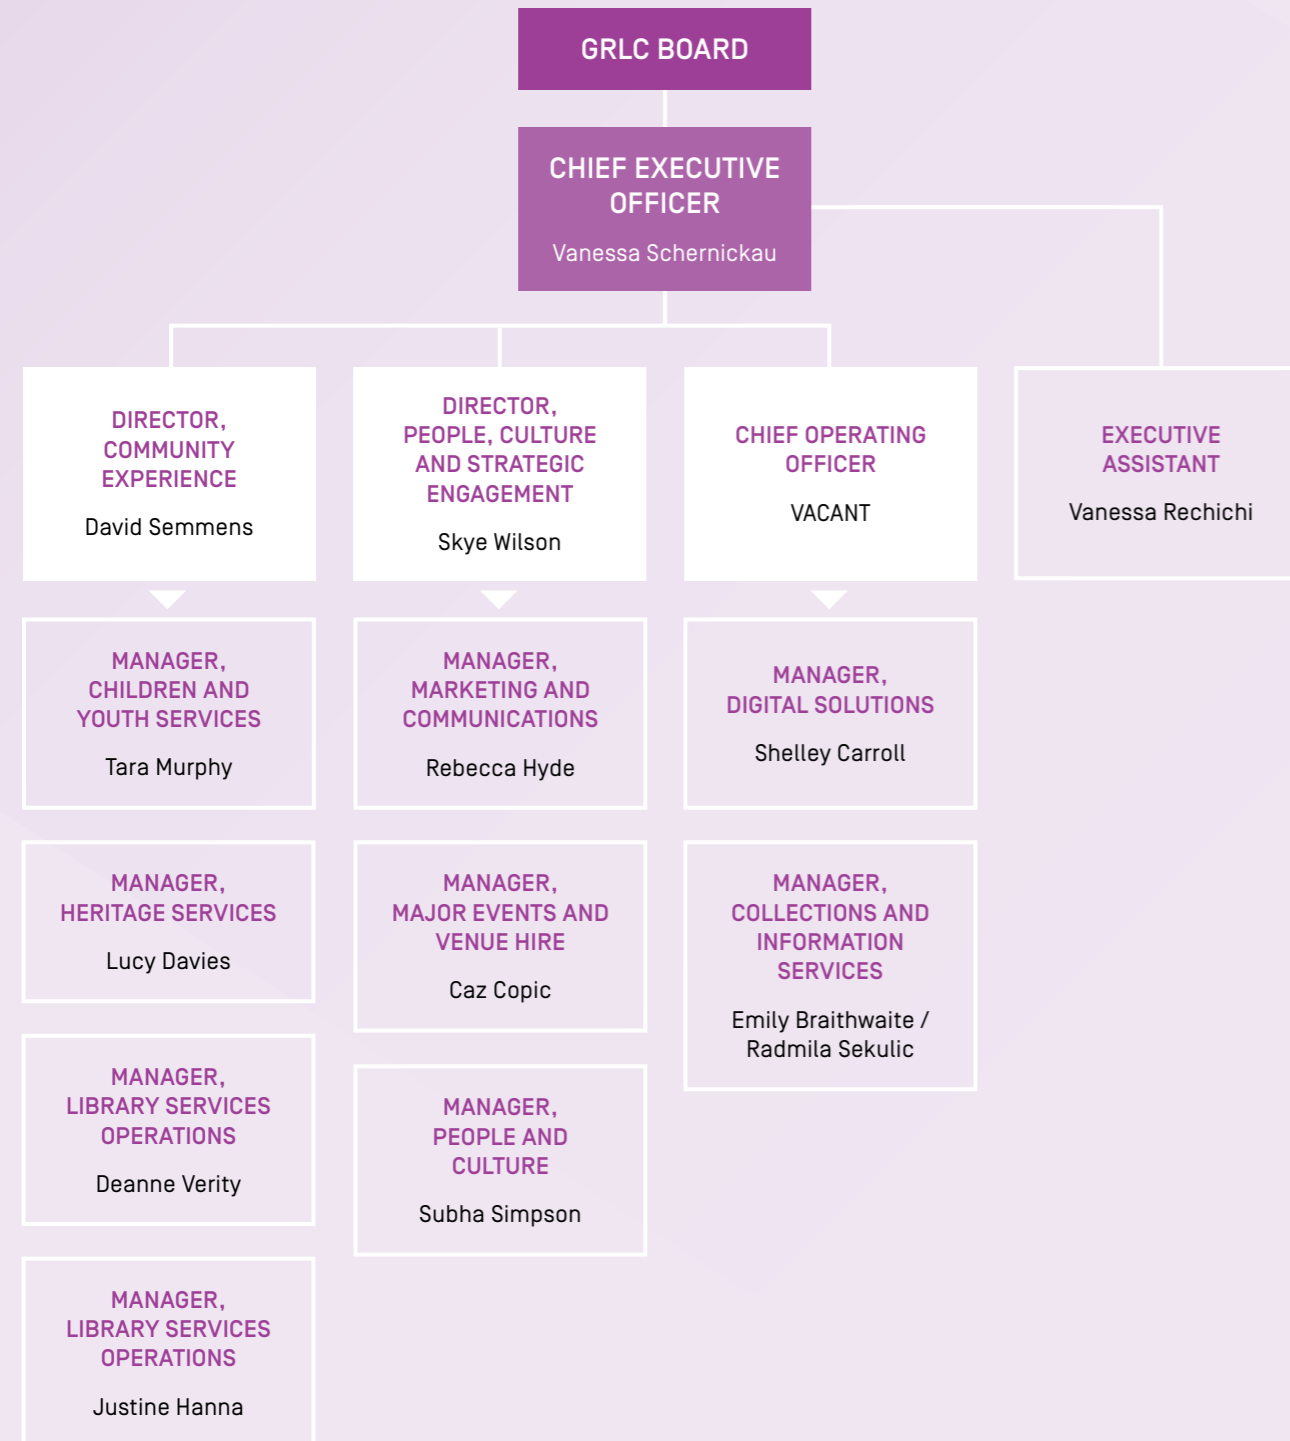 GRLC BOARD
CHIEF EXECUTIVE
OFFICER
Vanessa Schernickau
DIRECTOR,
COMMUNITY
EXPERIENCE
David Semmens
DIRECTOR,
PEOPLE, CULTURE
AND STRATEGIC
ENGAGEMENT
Skye Wilson
CHIEF OPERATING
OFFICER
VACANT
EXECUTIVE
ASSISTANT
Vanessa Rechichi
MANAGER,
CHILDREN AND
YOUTH SERVICES
Tara Murphy
MANAGER,
HERITAGE SERVICES
Lucy Davies
MANAGER,
LIBRARY SERVICES
OPERATIONS
Deanne Verity
MANAGER,
LIBRARY SERVICES
OPERATIONS
Justine Hanna
MANAGER,
MARKETING AND
COMMUNICATIONS
Rebecca Hyde
MANAGER,
MAJOR EVENTS AND
VENUE HIRE
Caz Copic
MANAGER,
PEOPLE AND
CULTURE
Subha Simpson
MANAGER,
DIGITAL SOLUTIONS
Shelley Carroll
MANAGER,
COLLECTIONS AND
INFORMATION
SERVICES
Emily Braithwaite /
Radmila Sekulic